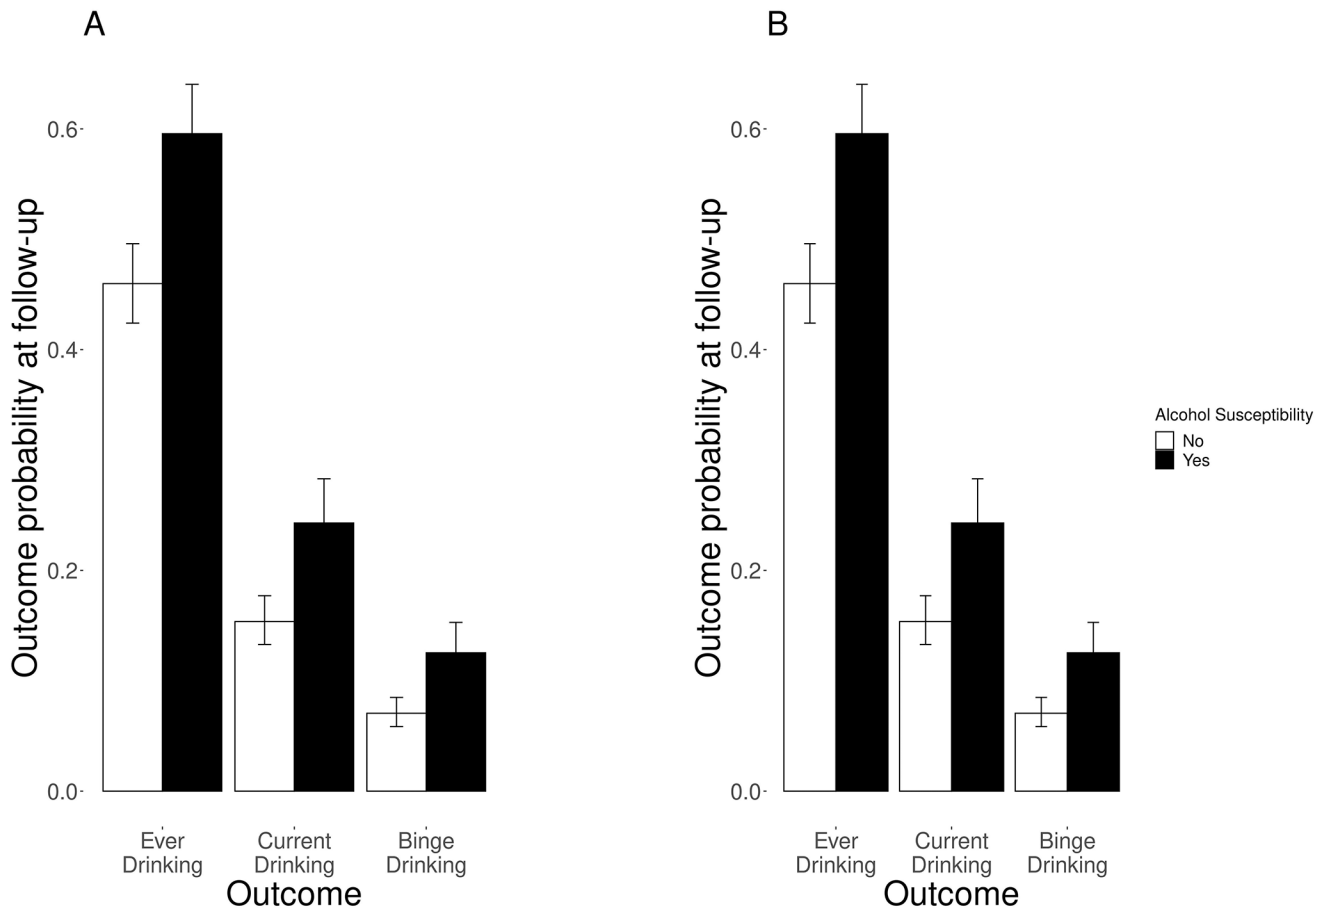 A
Outcome probability at follow-up
0.6
0.4
0.2
0.0
Ever
Drinking
Current
Drinking
Binge
Drinking
Outcome
B
Outcome probability at follow-up
0.6
0.4
0.2
0.0
Ever
Drinking
Current
Drinking
Binge
Drinking
Outcome
Alcohol Susceptibility
No
Yes